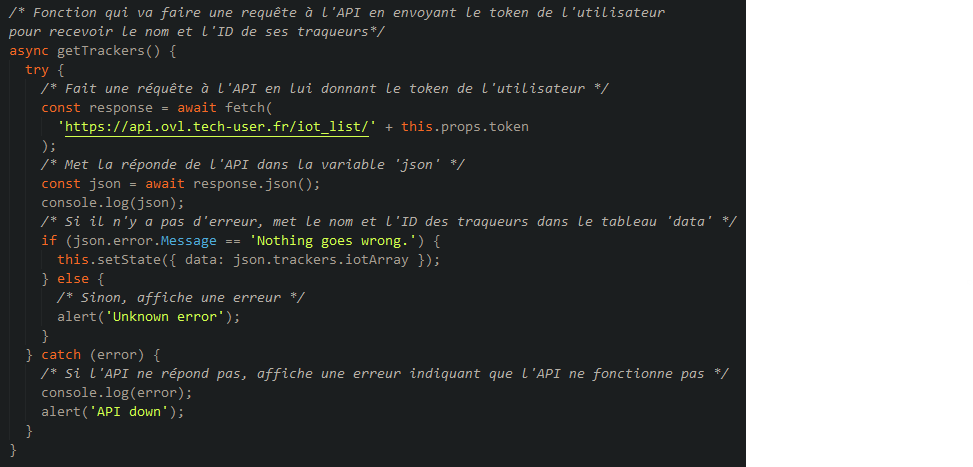 /* Fonction qui va faire une requête à l'API en envoyant le token de l'utilisateur
pour recevoir le nom et l'ID de ses traqueurs*/
async getTrackers() {
try {
/* Fait une réquête à l'API en lui donnant le token de l'utilisateur */
const response = await fetch(
'https://api.ovl.tech-user.fr/iot_list/' + this.props.token
);
/* Met la réponde de l'API dans la variable 'json' */
const json = await response.json();
console.log(json);
/* Si il n'y a pas d'erreur, met le nom et l'ID des traqueurs dans le tableau 'data' */
if (json.error.Message == 'Nothing goes wrong.') {
this.setState({ data: json.trackers.iotArray });
} else {
/* Sinon, affiche une erreur */
alert('Unknown error');
}
} catch (error) {
/* Si l'API ne répond pas, affiche une erreur indiquant que l'API ne fonctionne pas */
console.log(error);
alert('API down');
}
}